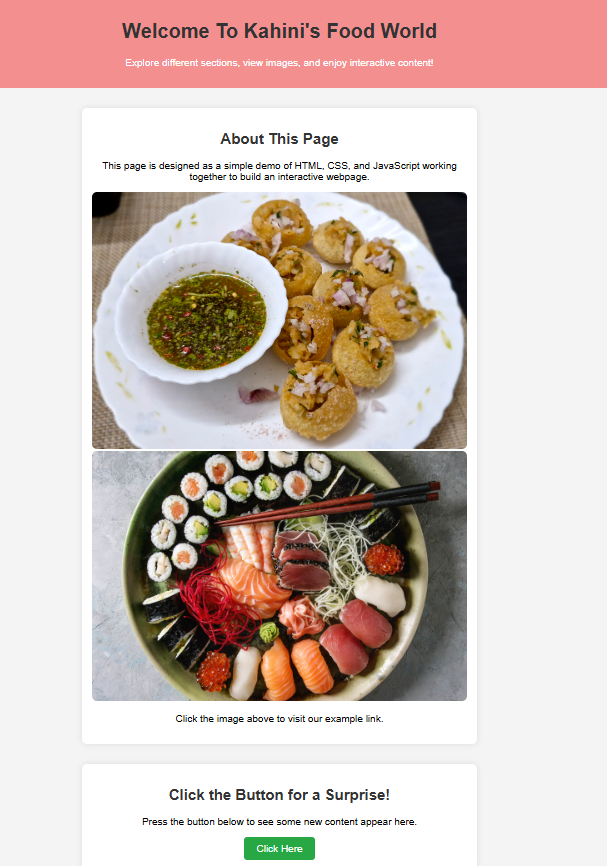 Welcome To Kahini's Food World
Explore different sections, view images, and enjoy interactive content!
About This Page
This page is designed as a simple demo of HTML, CSS, and JavaScript working
together to build an interactive webpage.
Click the image above to visit our example link.
Click the Button for a Surprise!
Press the button below to see some new content appear here.
Click Here